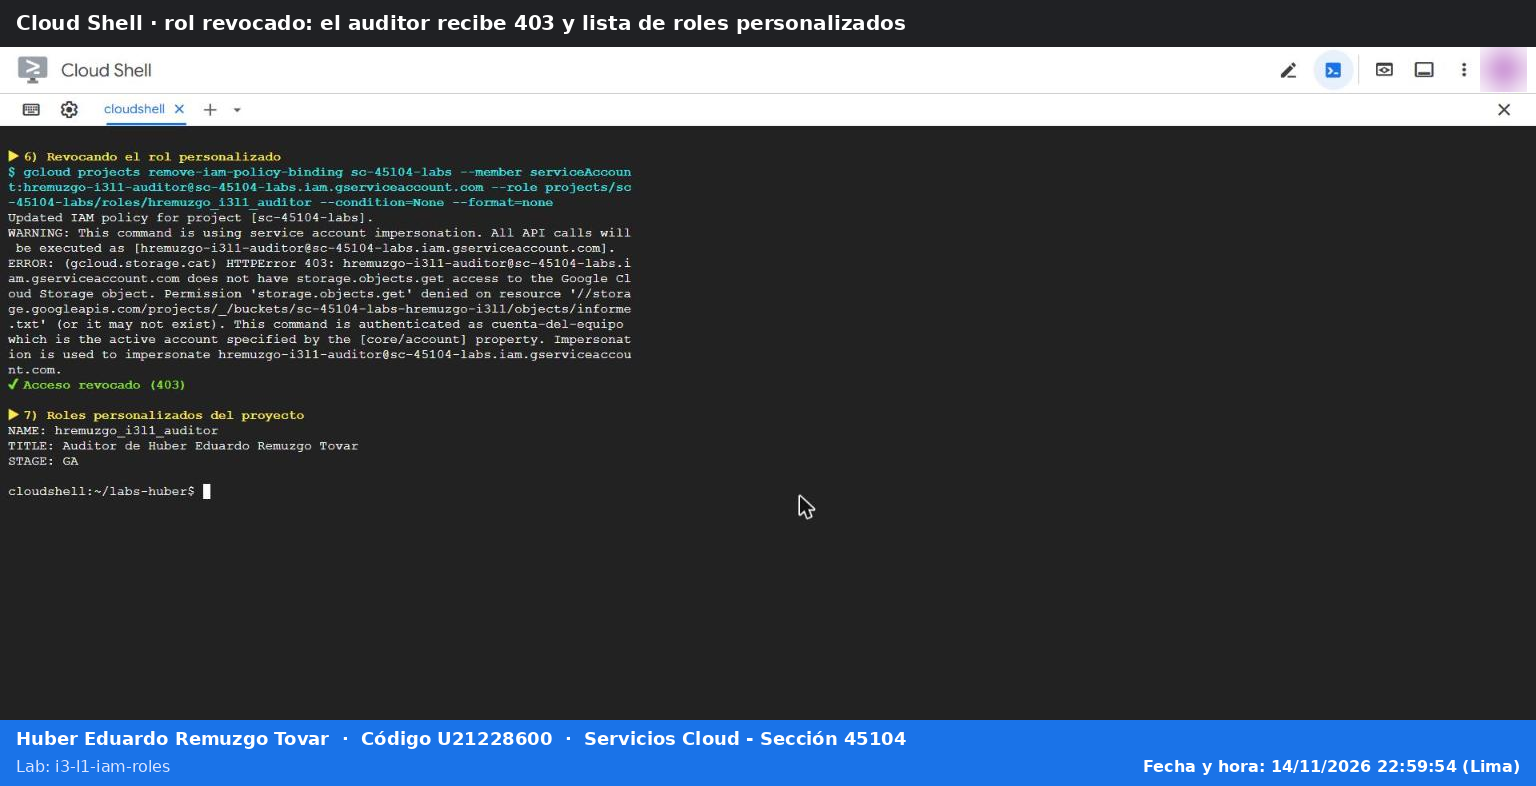 Cloud Shell · rol revocado: el auditor recibe 403 y lista de roles personalizados
Cloud Shell
cloudshell
▶ 6) Revocando el rol personalizado
$ gcloud projects remove-iam-policy-binding sc-45104-labs --member serviceAccoun
t:hremuzgo-i3l1-auditor@sc-45104-labs.iam.gserviceaccount.com --role projects/sc
-45104-labs/roles/hremuzgo_i3l1_auditor --condition=None --format=none
Updated IAM policy for project [sc-45104-labs].
WARNING: This command is using service account impersonation. All API calls will
 be executed as [hremuzgo-i3l1-auditor@sc-45104-labs.iam.gserviceaccount.com].
ERROR: (gcloud.storage.cat) HTTPError 403: hremuzgo-i3l1-auditor@sc-45104-labs.i
am.gserviceaccount.com does not have storage.objects.get access to the Google Cl
oud Storage object. Permission 'storage.objects.get' denied on resource '//stora
ge.googleapis.com/projects/_/buckets/sc-45104-labs-hremuzgo-i3l1/objects/informe
.txt' (or it may not exist). This command is authenticated as cuenta-del-equipo
which is the active account specified by the [core/account] property. Impersonat
ion is used to impersonate hremuzgo-i3l1-auditor@sc-45104-labs.iam.gserviceaccou
nt.com.
✔ Acceso revocado (403)
▶ 7) Roles personalizados del proyecto
NAME: hremuzgo_i3l1_auditor
TITLE: Auditor de Huber Eduardo Remuzgo Tovar
STAGE: GA
cloudshell:~/labs-huber$
Huber Eduardo Remuzgo Tovar · Código U21228600 · Servicios Cloud - Sección 45104
Lab: i3-l1-iam-roles
Fecha y hora: 14/11/2026 22:59:54 (Lima)